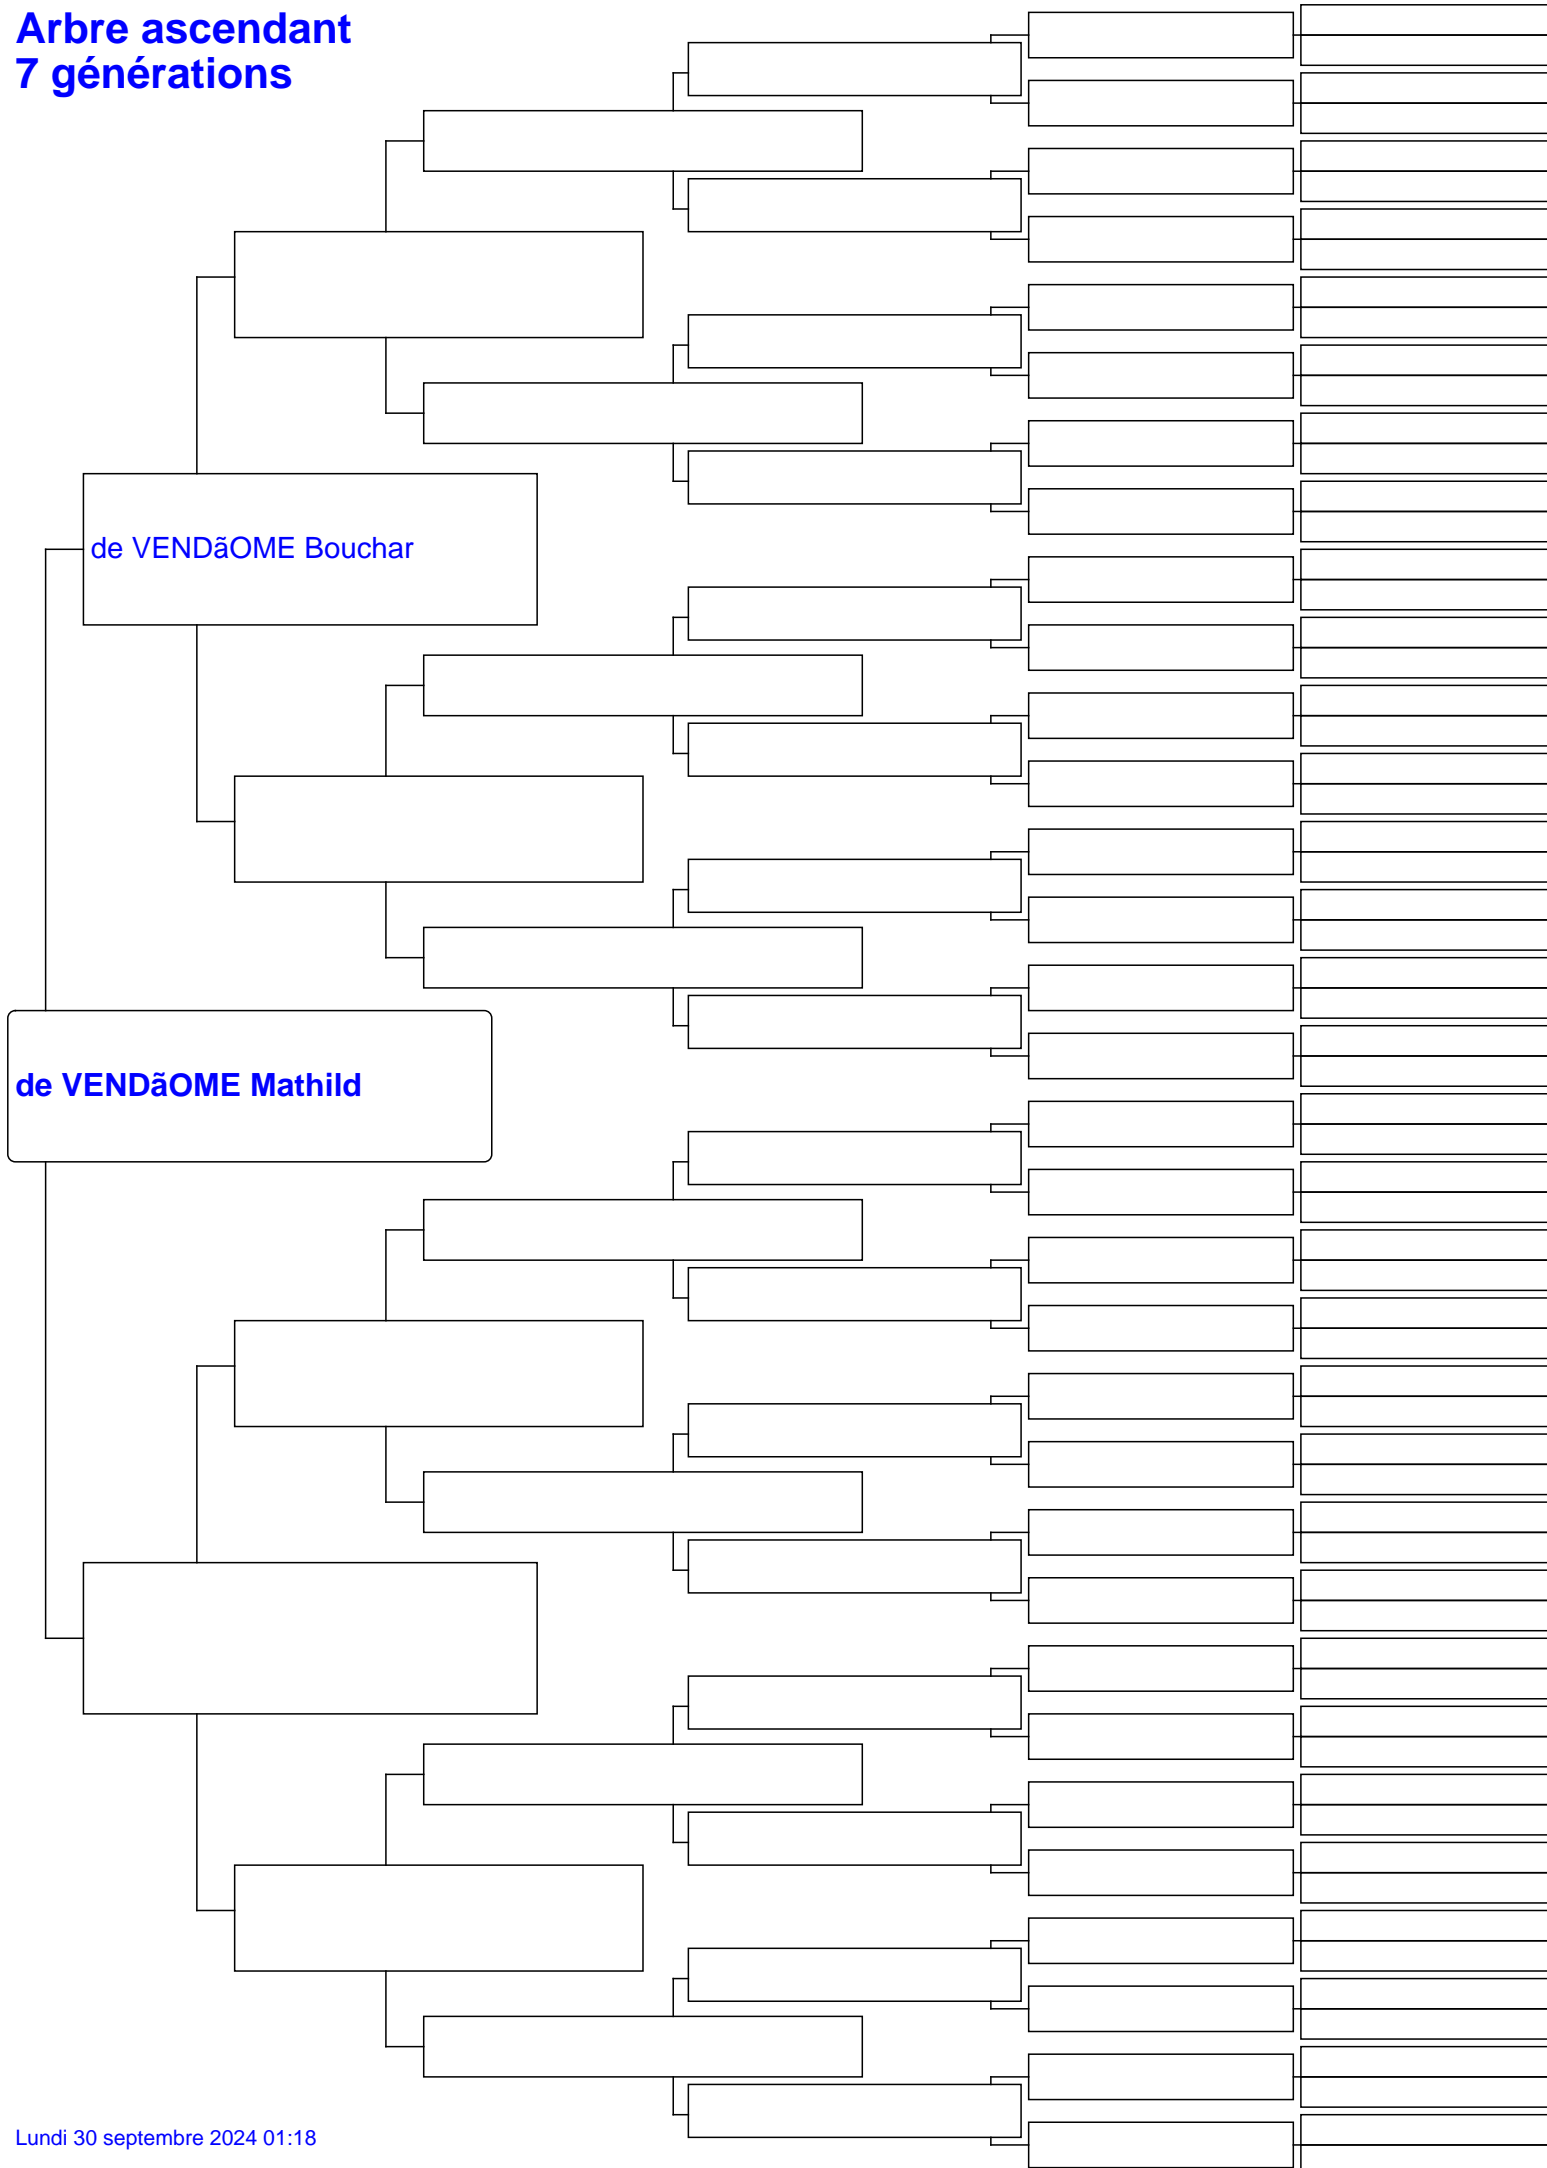 Arbre ascendant
7 générations
de VENDãOME Bouchar
de VENDãOME Mathild
Lundi 30 septembre 2024 01:18